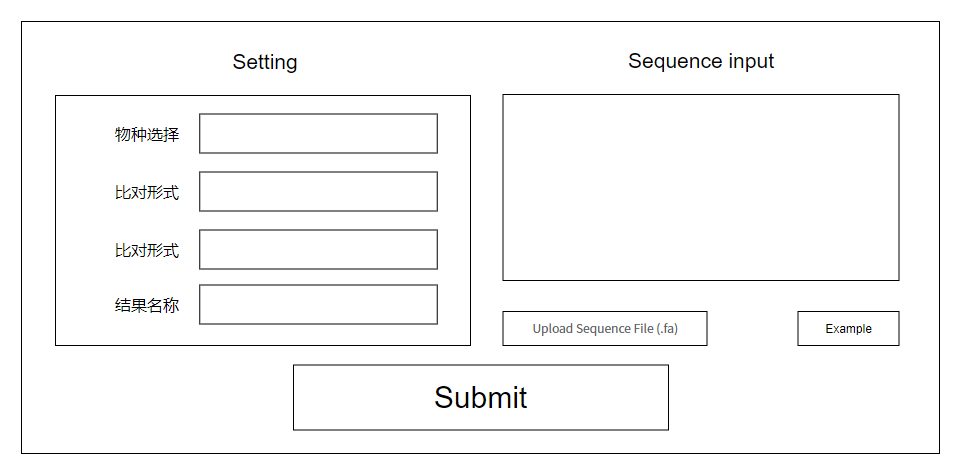 Setting
物种选择
比对形式
比对形式
结果名称
Sequence input
Upload Sequence File (.fa)
Example
Submit